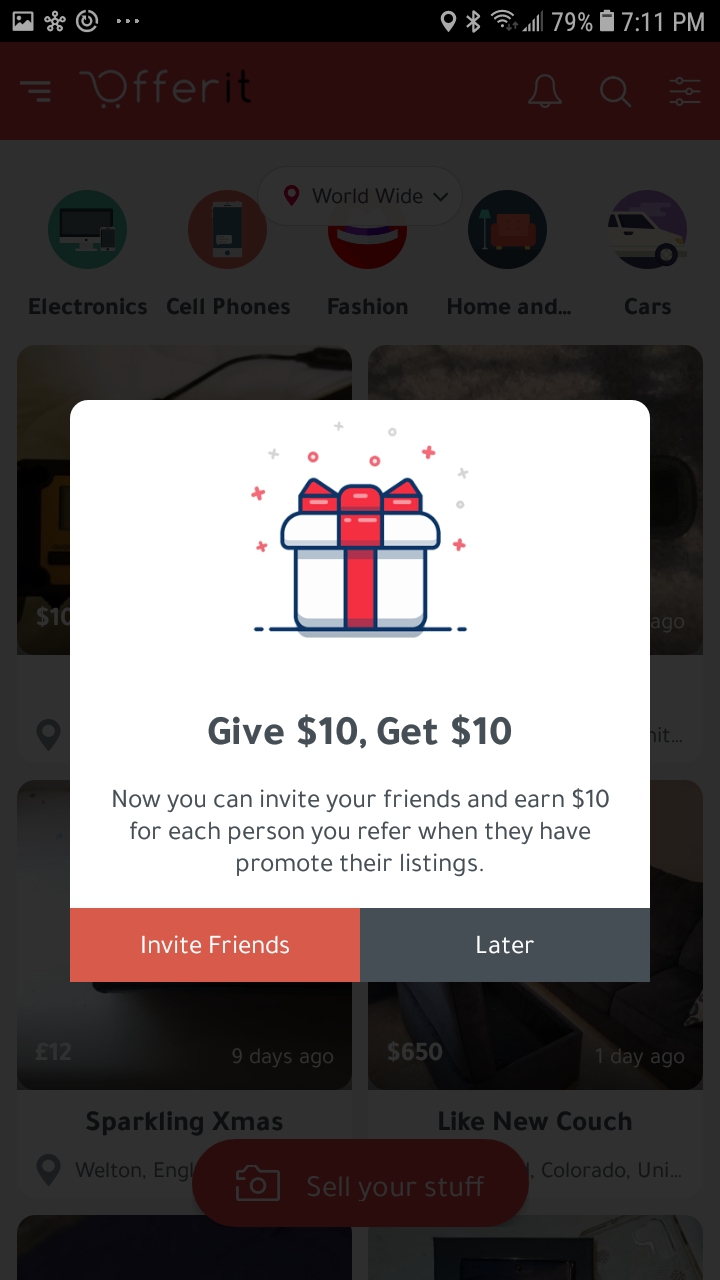 79% 7:11 PM
Offerit
World Wide
Electronics Cell Phones Fashion Home and... Cars
$10
ago
Give $10, Get $10
Now you can invite your friends and earn $10
for each person you refer when they have
promote their listings.
Invite Friends Later
£12 9 days ago $650 1 day ago
Sparkling Xmas Like New Couch
Welton, Colorado, Uni...
Sell your stuff